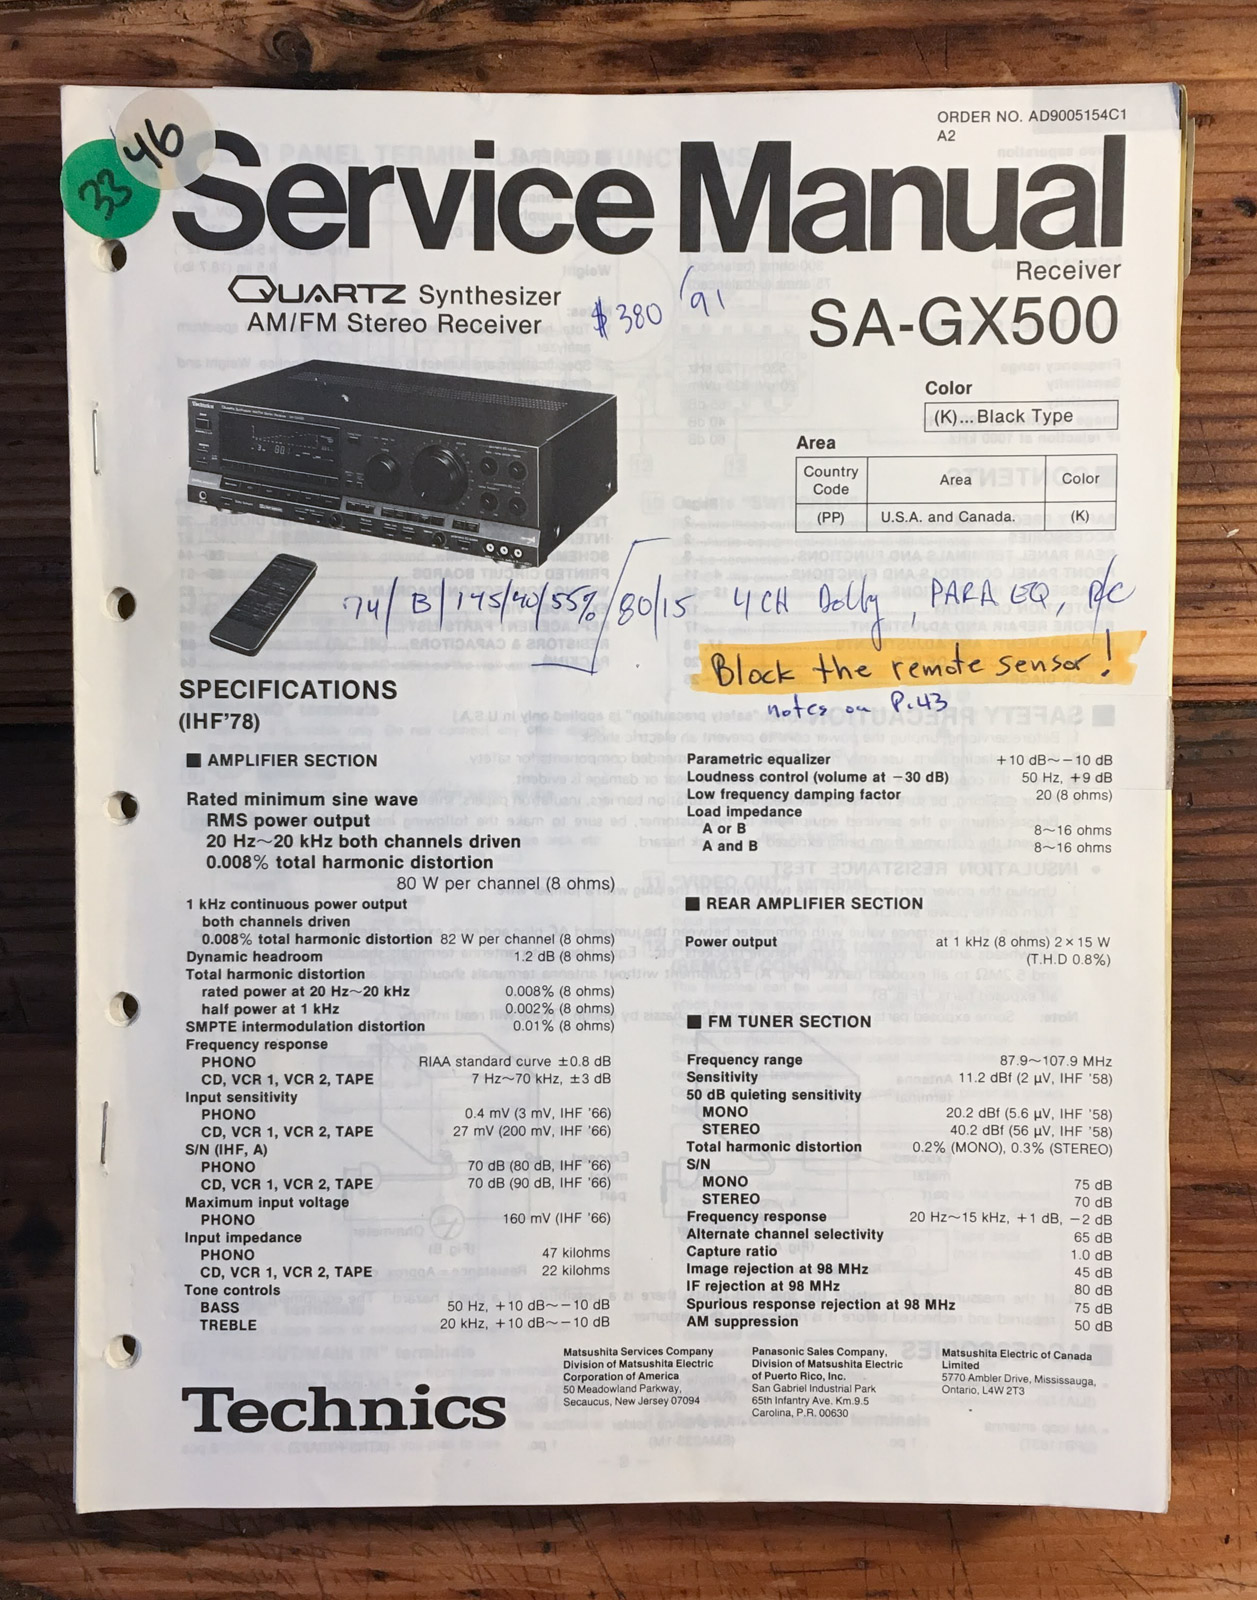 ORDER NO. AD9005154C1
A2
46
33
Service Manual
QUARTZ Synthesizer
AM/FM Stereo Receiver
$380 /91
Receiver
SA-GX500
Color
(K)...Black Type
Area
Country Code Area Color
(PP) U.S.A. and Canada. (K)
Technics
74/ B/ 145/40/55%/80/15 4CH Dolby, PARA EQ, R/C
Block the remote sensor!
notes on P.43
SPECIFICATIONS
(IHF'78)
■ AMPLIFIER SECTION
Rated minimum sine wave
RMS power output
20 Hz~20 kHz both channels driven
0.008% total harmonic distortion
80 W per channel (8 ohms)
1 kHz continuous power output
both channels driven
0.008% total harmonic distortion 82 W per channel (8 ohms)
Dynamic headroom 1.2 dB (8 ohms)
Total harmonic distortion
rated power at 20 Hz~20 kHz 0.008% (8 ohms)
half power at 1 kHz 0.002% (8 ohms)
SMPTE intermodulation distortion 0.01% (8 ohms)
Frequency response
PHONO RIAA standard curve ±0.8 dB
CD, VCR 1, VCR 2, TAPE 7 Hz~70 kHz, ±3 dB
Input sensitivity
PHONO 0.4 mV (3 mV, IHF '66)
CD, VCR 1, VCR 2, TAPE 27 mV (200 mV, IHF '66)
S/N (IHF, A)
PHONO 70 dB (80 dB, IHF '66)
CD, VCR 1, VCR 2, TAPE 70 dB (90 dB, IHF '66)
Maximum input voltage
PHONO 160 mV (IHF '66)
Input impedance
PHONO 47 kilohms
CD, VCR 1, VCR 2, TAPE 22 kilohms
Tone controls
BASS 50 Hz, +10 dB~−10 dB
TREBLE 20 kHz, +10 dB~−10 dB
Parametric equalizer +10 dB~−10 dB
Loudness control (volume at −30 dB) 50 Hz, +9 dB
Low frequency damping factor 20 (8 ohms)
Load impedance
A or B 8~16 ohms
A and B 8~16 ohms
■ REAR AMPLIFIER SECTION
Power output at 1 kHz (8 ohms) 2×15 W
(T.H.D 0.8%)
■ FM TUNER SECTION
Frequency range 87.9~107.9 MHz
Sensitivity 11.2 dBf (2 µV, IHF '58)
50 dB quieting sensitivity
MONO 20.2 dBf (5.6 µV, IHF '58)
STEREO 40.2 dBf (56 µV, IHF '58)
Total harmonic distortion 0.2% (MONO), 0.3% (STEREO)
S/N
MONO 75 dB
STEREO 70 dB
Frequency response 20 Hz~15 kHz, +1 dB, −2 dB
Alternate channel selectivity 65 dB
Capture ratio 1.0 dB
Image rejection at 98 MHz 45 dB
IF rejection at 98 MHz 80 dB
Spurious response rejection at 98 MHz 75 dB
AM suppression 50 dB
Technics
Matsushita Services Company
Division of Matsushita Electric
Corporation of America
50 Meadowland Parkway,
Secaucus, New Jersey 07094
Panasonic Sales Company,
Division of Matsushita Electric
of Puerto Rico, Inc.
San Gabriel Industrial Park
65th Infantry Ave. Km.9.5
Carolina, P.R. 00630
Matsushita Electric of Canada
Limited
5770 Ambler Drive, Mississauga,
Ontario, L4W 2T3